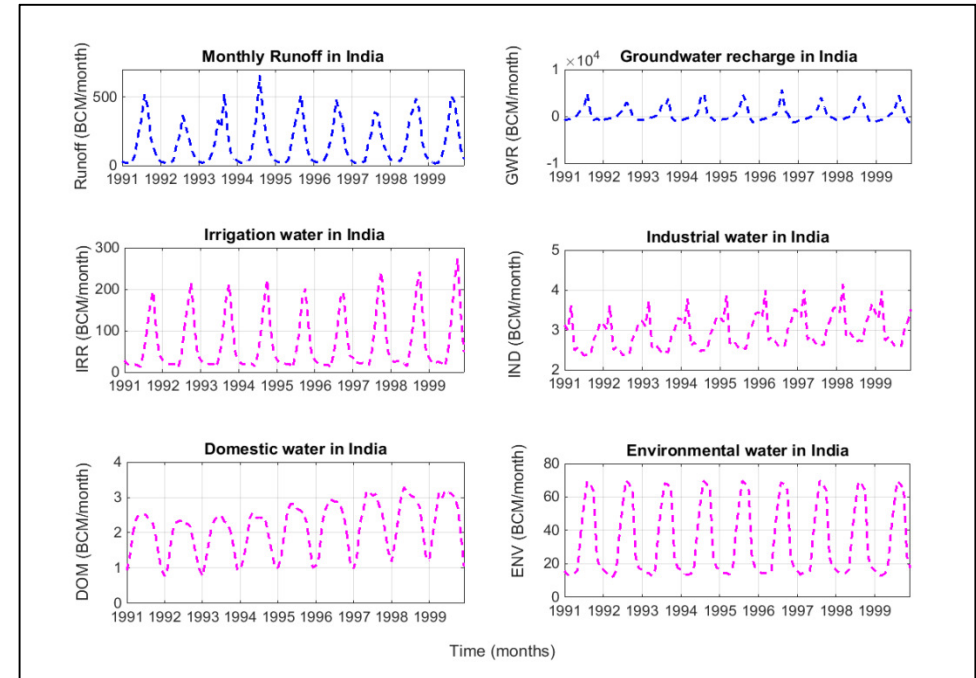 Monthly Runoff in India
Runoff (BCM/month)
500
0
1991 1992 1993 1994 1995 1996 1997 1998 1999
Groundwater recharge in India
×10^4
GWR (BCM/month)
1
0
-1
1991 1992 1993 1994 1995 1996 1997 1998 1999
Irrigation water in India
IRR (BCM/month)
300
200
100
0
1991 1992 1993 1994 1995 1996 1997 1998 1999
Industrial water in India
IND (BCM/month)
5
4
3
2
1991 1992 1993 1994 1995 1996 1997 1998 1999
Domestic water in India
DOM (BCM/month)
4
3
2
1
0
1991 1992 1993 1994 1995 1996 1997 1998 1999
Environmental water in India
ENV (BCM/month)
80
60
40
20
0
1991 1992 1993 1994 1995 1996 1997 1998 1999
Time (months)